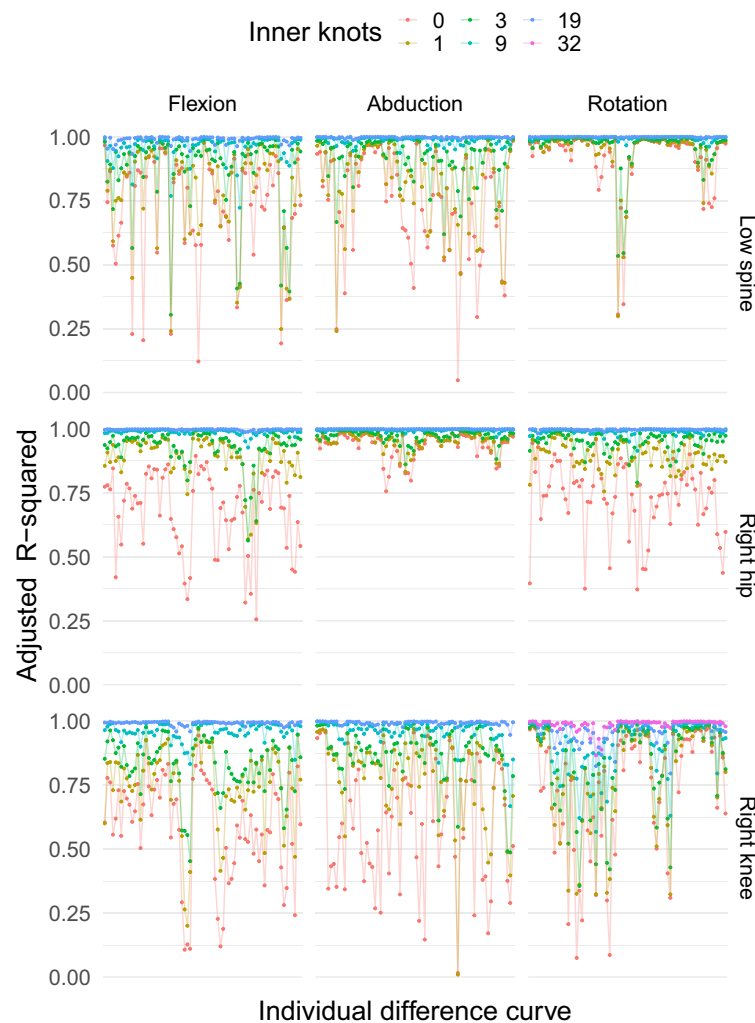 Inner knots
0 3 19
1 9 32
Flexion Abduction Rotation
1.00
0.75
0.50
0.25
0.00
Low spine
1.00
0.75
0.50
0.25
0.00
Right hip
Adjusted R−squared
1.00
0.75
0.50
0.25
0.00
Right knee
Individual difference curve